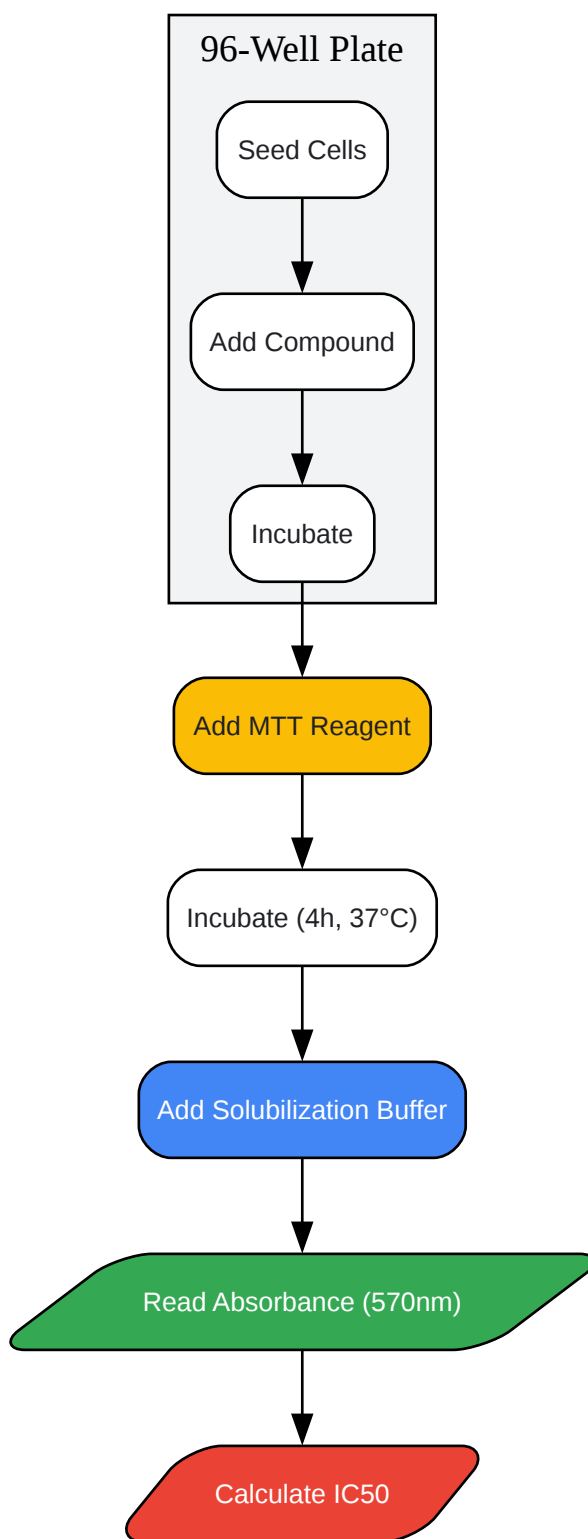 96-Well Plate
Seed Cells
Add Compound
Incubate
Add MTT Reagent
Incubate (4h, 37°C)
Add Solubilization Buffer
Read Absorbance (570nm)
Calculate IC50